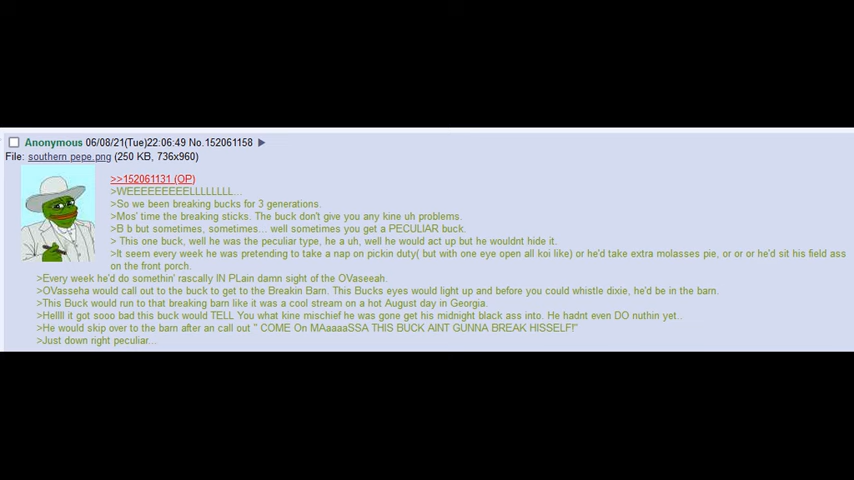 Anonymous 06/08/21(Tue)22:06:49 No.152061158 ▶
File: southern pepe.png (250 KB, 736x960)
>>152061131 (OP)
>WEEEEEEEEELLLLLLLL...
>So we been breaking bucks for 3 generations.
>Mos' time the breaking sticks. The buck don't give you any kine uh problems.
>B b but sometimes, sometimes... well sometimes you get a PECULIAR buck.
> This one buck, well he was the peculiar type, he a uh, well he would act up but he wouldnt hide it.
>It seem every week he was pretending to take a nap on pickin duty( but with one eye open all koi like) or he'd take extra molasses pie, or or or he'd sit his field ass
on the front porch.
>Every week he'd do somethin' rascally IN PLain damn sight of the OVaseeah.
>OVasseha would call out to the buck to get to the Breakin Barn. This Bucks eyes would light up and before you could whistle dixie, he'd be in the barn.
>This Buck would run to that breaking barn like it was a cool stream on a hot August day in Georgia.
>Hellll it got sooo bad this buck would TELL You what kine mischief he was gone get his midnight black ass into. He hadnt even DO nuthin yet..
>He would skip over to the barn after an call out " COME On MAaaaaSSA THIS BUCK AINT GUNNA BREAK HISSELF!"
>Just down right peculiar...